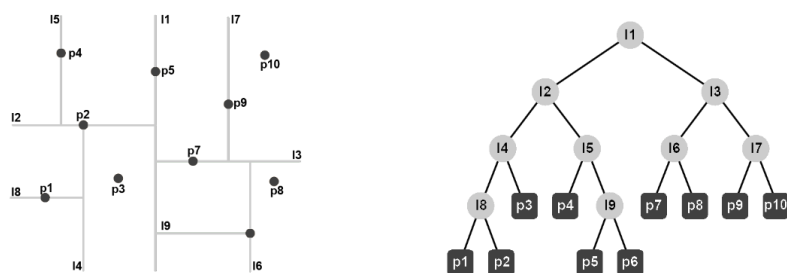 l5 l1 l7
p4 p5 p10
p9
l2 p2
p7 l3
l8 p1 p3 p8
l9
l4 l6
l1
l2 l3
l4 l5 l6 l7
l8 p3 p4 l9 p7 p8 p9 p10
p1 p2 p5 p6